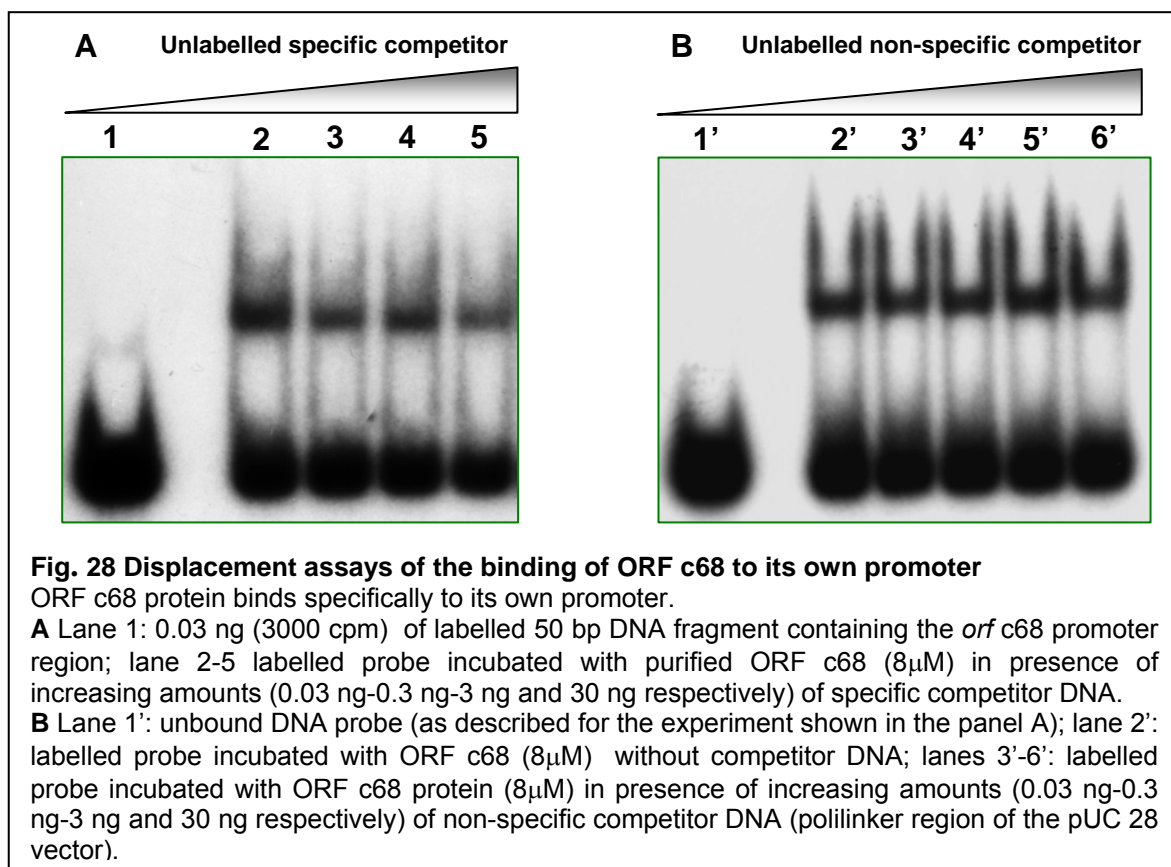 A Unlabelled specific competitor
1 2 3 4 5
B Unlabelled non-specific competitor
1’ 2’ 3’ 4’ 5’ 6’
Fig. 28 Displacement assays of the binding of ORF c68 to its own promoter
ORF c68 protein binds specifically to its own promoter.
A Lane 1: 0.03 ng (3000 cpm) of labelled 50 bp DNA fragment containing the orf c68 promoter
region; lane 2-5 labelled probe incubated with purified ORF c68 (8μM) in presence of
increasing amounts (0.03 ng-0.3 ng-3 ng and 30 ng respectively) of specific competitor DNA.
B Lane 1’: unbound DNA probe (as described for the experiment shown in the panel A); lane 2’:
labelled probe incubated with ORF c68 (8μM) without competitor DNA; lanes 3’-6’: labelled
probe incubated with ORF c68 protein (8μM) in presence of increasing amounts (0.03 ng-0.3
ng-3 ng and 30 ng respectively) of non-specific competitor DNA (polilinker region of the pUC 28
vector).